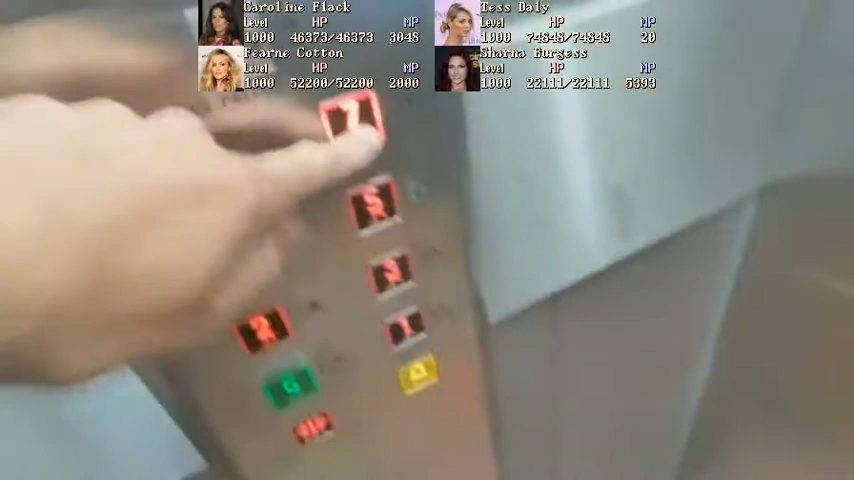 Caroline Flack
Level HP MP
1000 46373/46373 3048
Tess Daly
Level HP MP
1000 74848/74848 20
Fearne Cotton
Level HP MP
1000 52200/52200 2000
Sharna Burgess
Level HP MP
1000 22111/22111 5393
7
5
3
2
1
G